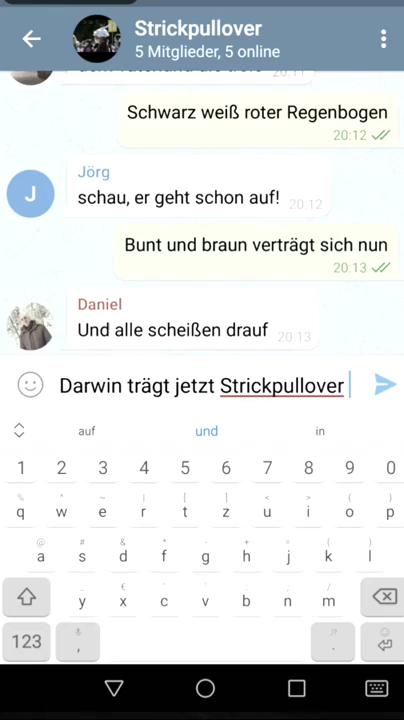 Strickpullover
5 Mitglieder, 5 online
20:11
Schwarz weiß roter Regenbogen
20:12
Jörg
J
schau, er geht schon auf!
20:12
Bunt und braun verträgt sich nun
20:13
Daniel
Und alle scheißen drauf
20:13
Darwin trägt jetzt Strickpullover
auf und in
1 2 3 4 5 6 7 8 9 0
% ^ ~ | [ ] < > ( )
q w e r t z u i o p
@ # & * - + = ( )
a s d f g h j k l
y x c v b n m
123 , .